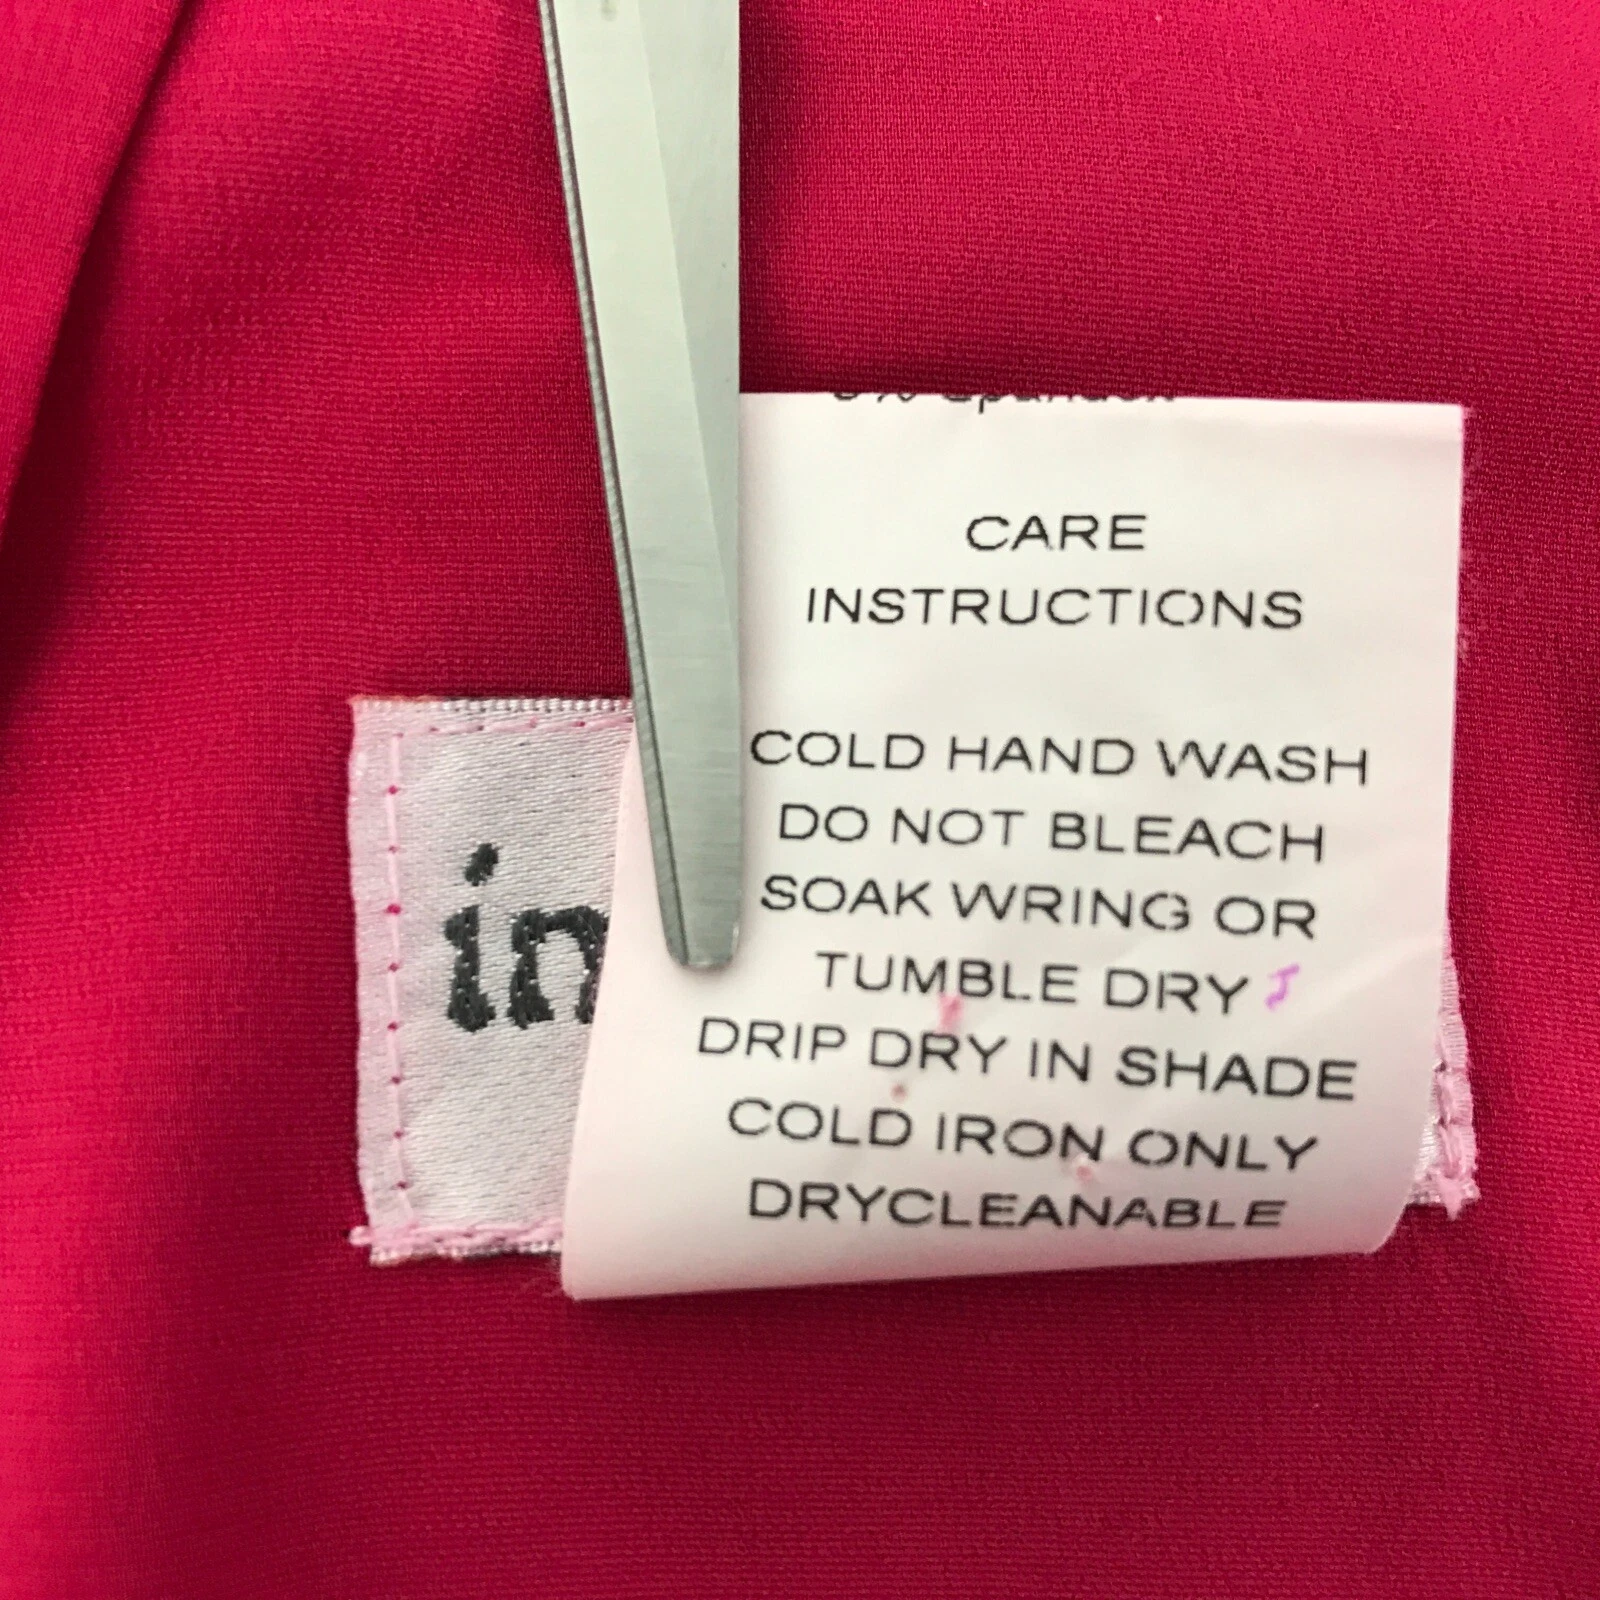 CARE
INSTRUCTIONS
COLD HAND WASH
DO NOT BLEACH
SOAK WRING OR
TUMBLE DRY
DRIP DRY IN SHADE
COLD IRON ONLY
DRYCLEANABLE
in